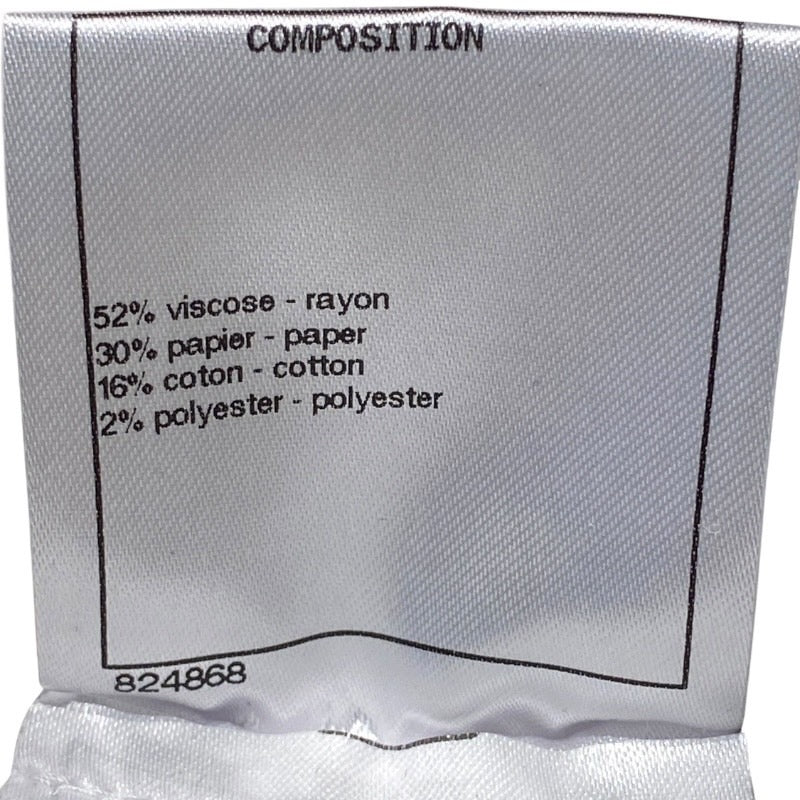 COMPOSITION
52% viscose - rayon
30% papier - paper
16% coton - cotton
2% polyester - polyester
824868